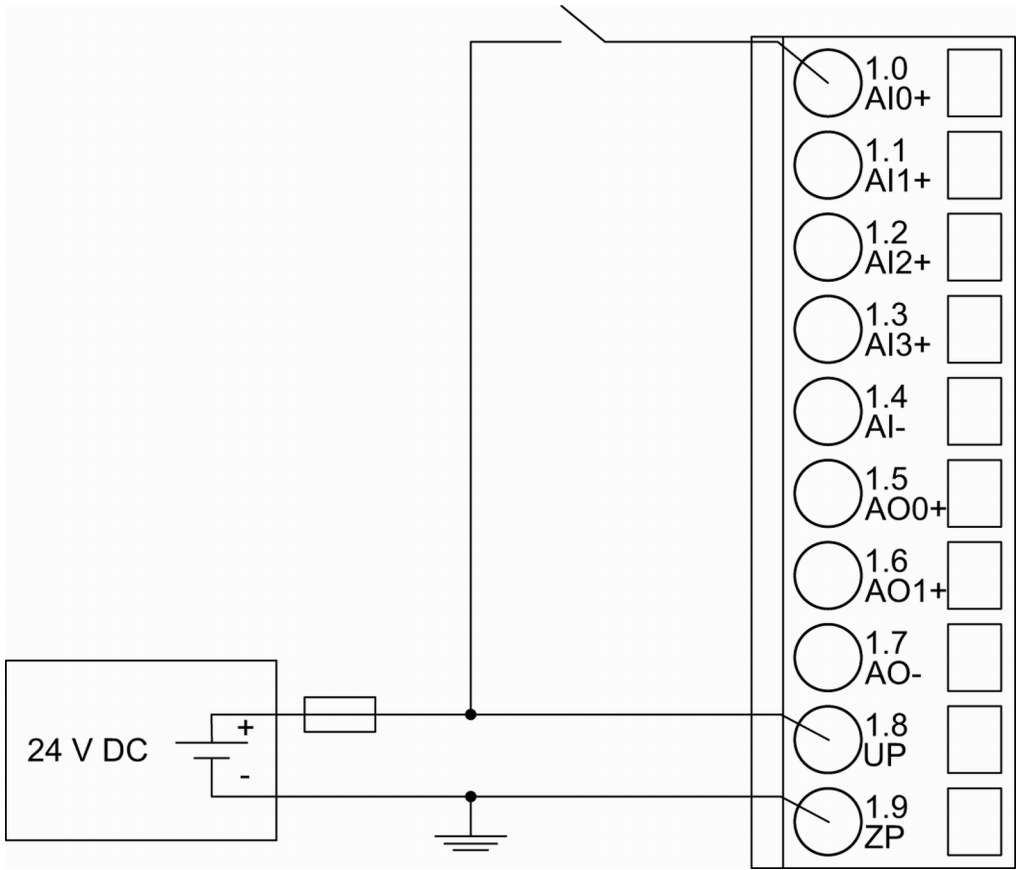 1.0
AI0+
1.1
AI1+
1.2
AI2+
1.3
AI3+
1.4
AI-
1.5
AO0+
1.6
AO1+
1.7
AO-
1.8
UP
1.9
ZP
+
24 V DC
-